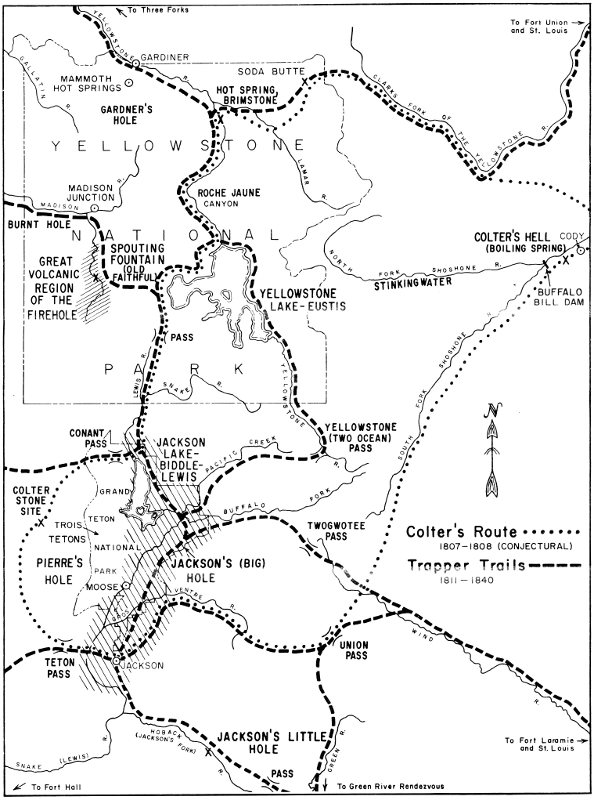 To Three Forks
To Fort Union
and St. Louis
YELLOWSTONE
R.
GARDINER
GALLATIN
R.
MAMMOTH
HOT SPRINGS
SODA BUTTE
HOT SPRING,
BRIMSTONE
CLARKS FORK OF THE YELLOWSTONE R.
GARDNER'S
HOLE
YELLOWSTONE
LAMAR R.
MADISON
JUNCTION
MADISON
R.
ROCHE JAUNE
CANYON
BURNT HOLE
NATIONAL
COLTER'S HELL
(BOILING SPRING)
CODY
SPOUTING
FOUNTAIN
(OLD
FAITHFUL)
GREAT
VOLCANIC
REGION
OF THE
FIREHOLE
NORTH FORK SHOSHONE R.
STINKINGWATER
BUFFALO
BILL DAM
YELLOWSTONE
LAKE-EUSTIS
PASS
SOUTH FORK SHOSHONE R.
PARK
LEWIS R.
SNAKE R.
YELLOWSTONE
R.
CONANT
PASS
JACKSON
LAKE-
BIDDLE-
LEWIS
PACIFIC CREEK
YELLOWSTONE
(TWO OCEAN)
PASS
N
COLTER
STONE
SITE
GRAND
BUFFALO FORK
TROIS
TETONS
TETON
NATIONAL
PARK
TWOGWOTEE
PASS
Colter's Route
1807-1808 (CONJECTURAL)
Trapper Trails
1811-1840
PIERRE'S
HOLE
JACKSON'S (BIG)
HOLE
MOOSE
GROS VENTRE R.
WIND
R.
UNION
PASS
TETON
PASS
JACKSON
HOBACK R.
(JACKSON'S FORK)
JACKSON'S LITTLE
HOLE
GREEN R.
To Fort Laramie
and St. Louis
SNAKE (LEWIS) R.
PASS
To Fort Hall
To Green River Rendezvous